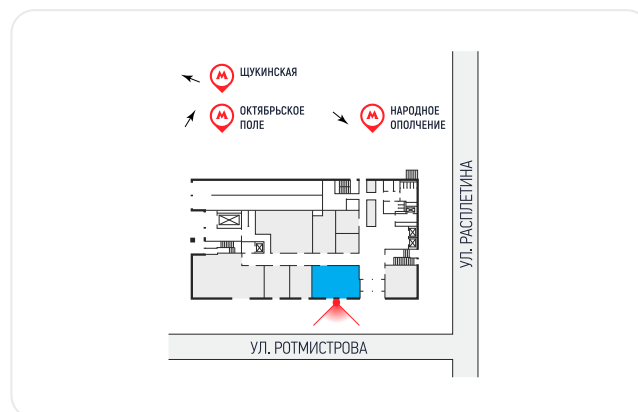 ЩУКИНСКАЯ
ОКТЯБРЬСКОЕ
ПОЛЕ
НАРОДНОЕ
ОПОЛЧЕНИЕ
УЛ. РАСПЛЕТИНА
УЛ. РОТМИСТРОВА